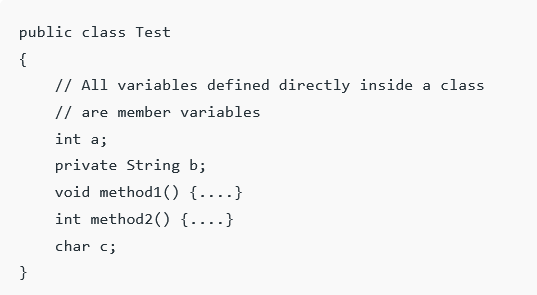 public class Test
{
// All variables defined directly inside a class
// are member variables
int a;
private String b;
void method1() {....}
int method2() {....}
char c;
}